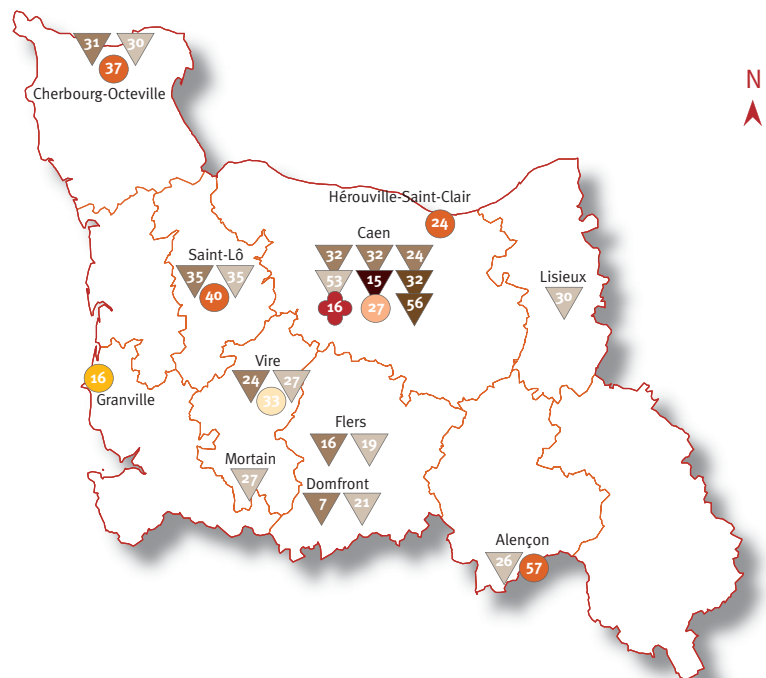 31 30
37
Cherbourg-Octeville
N
Hérouville-Saint-Clair
24
Caen
32 32 24
53 15 32
16 27 56
Saint-Lô
35 35
40
Lisieux
30
16
Granville
Vire
24 27
33
Flers
16 19
Mortain
27
Domfront
7 21
Alençon
26 57